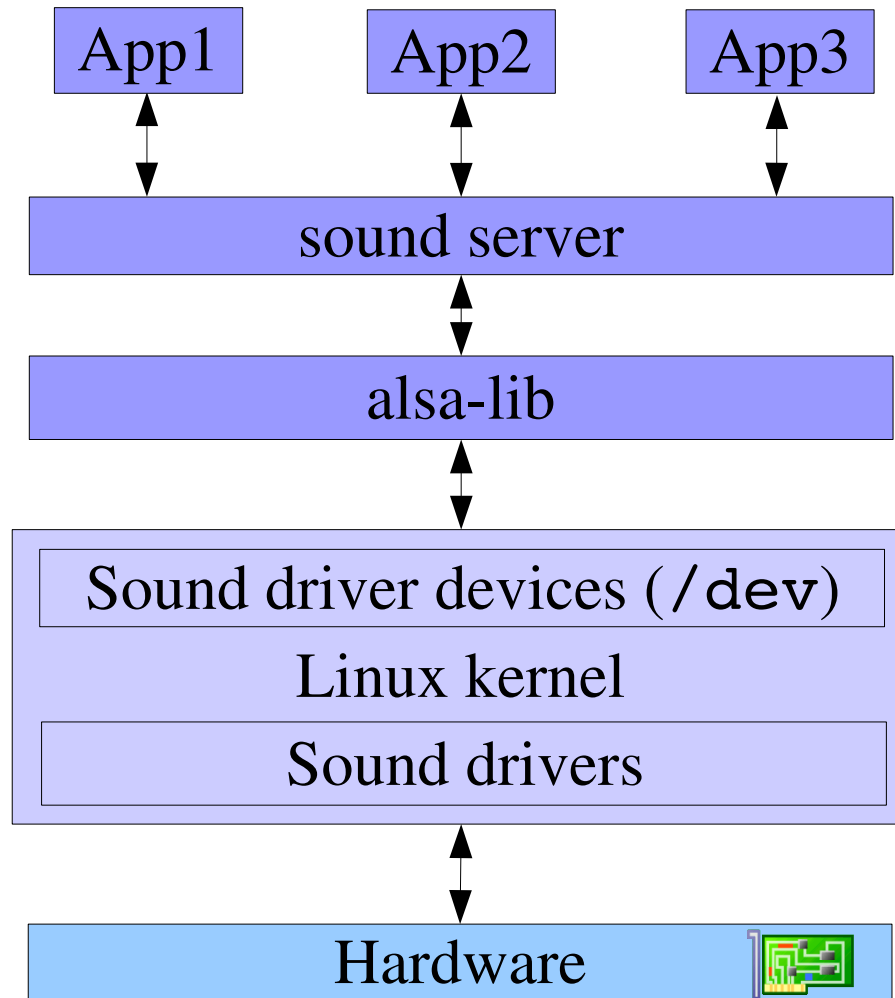 App1
App2
App3
sound server
alsa-lib
Sound driver devices (/dev)
Linux kernel
Sound drivers
Hardware